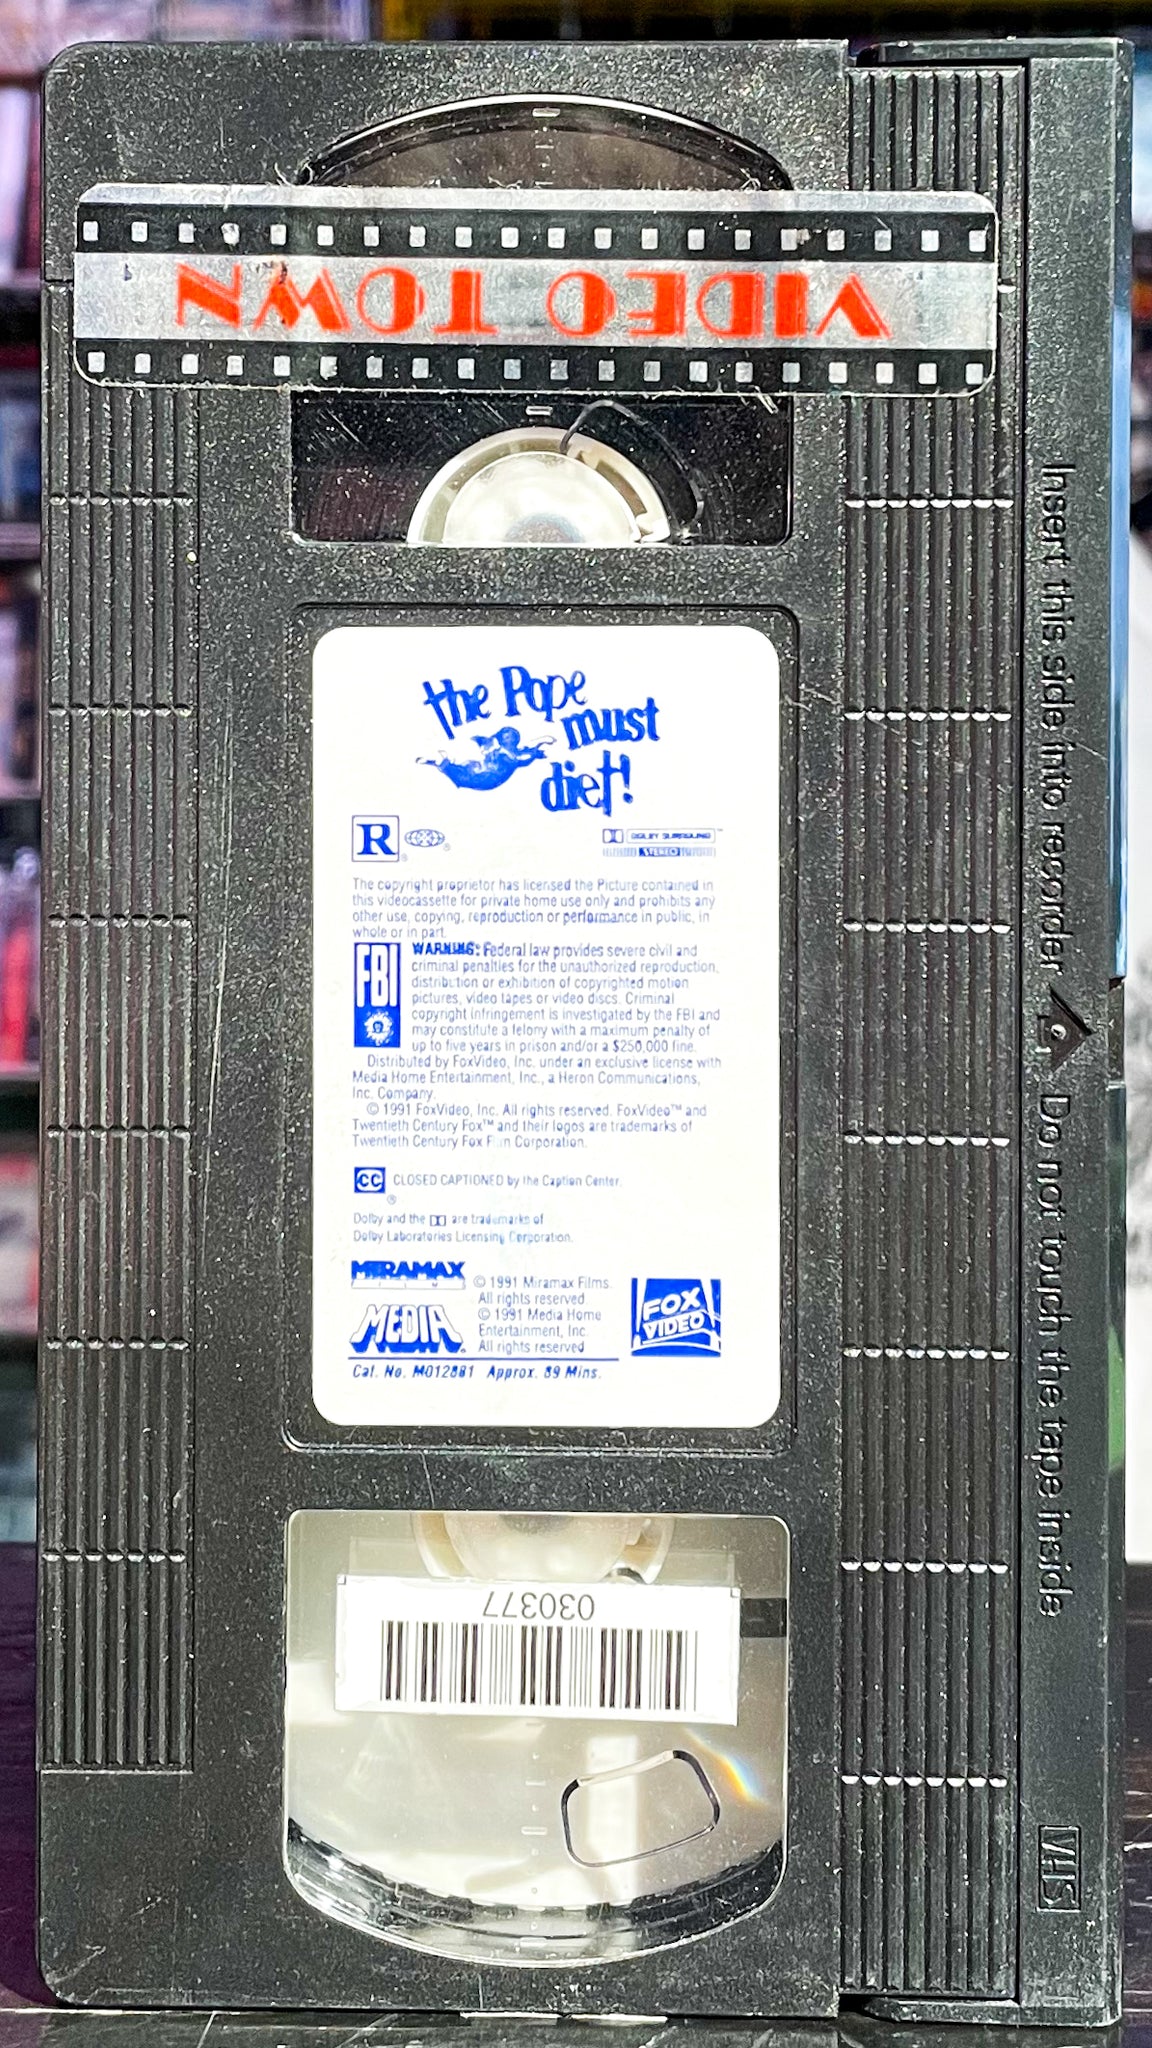 VIDEO TOWN
the Pope
must
diet!
R
DOLBY SURROUND
STEREO
The copyright proprietor has licensed the Picture contained in
this videocassette for private home use only and prohibits any
other use, copying, reproduction or performance in public, in
whole or in part.
FBI
WARNING: Federal law provides severe civil and
criminal penalties for the unauthorized reproduction,
distribution or exhibition of copyrighted motion
pictures, video tapes or video discs. Criminal
copyright infringement is investigated by the FBI and
may constitute a felony with a maximum penalty of
up to five years in prison and/or a $250,000 fine.
Distributed by FoxVideo, Inc. under an exclusive license with
Media Home Entertainment, Inc., a Heron Communications,
Inc. Company.
© 1991 FoxVideo, Inc. All rights reserved. FoxVideo™ and
Twentieth Century Fox™ and their logos are trademarks of
Twentieth Century Fox Film Corporation.
CC CLOSED CAPTIONED by the Caption Center.
Dolby and the are trademarks of
Dolby Laboratories Licensing Corporation.
MIRAMAX
FILMS
© 1991 Miramax Films.
All rights reserved
MEDIA
© 1991 Media Home
Entertainment, Inc.
All rights reserved
FOX
VIDEO
Cat. No. M012881 Approx. 89 Mins.
030377
Insert this side into recorder Do not touch the tape inside
VHS